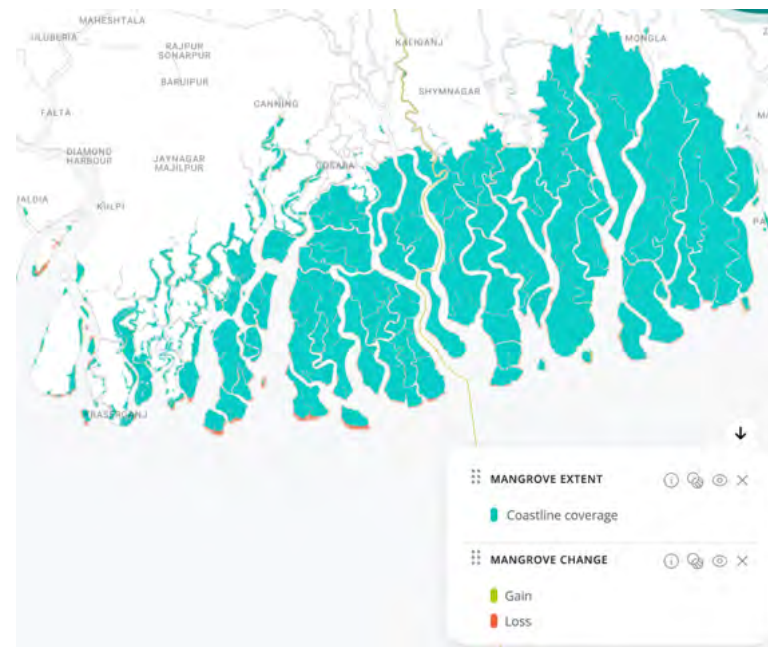 MAHESHTALA
ULUBERIA
RAJPUR
SONARPUR
KALIGANJ
MONGLA
BARUIPUR
SHYMNAGAR
CANNING
FALTA
DIAMOND
HARBOUR
JAYNAGAR
MAJILPUR
GOSABA
KULPI
MANGROVE EXTENT
Coastline coverage
MANGROVE CHANGE
Gain
Loss